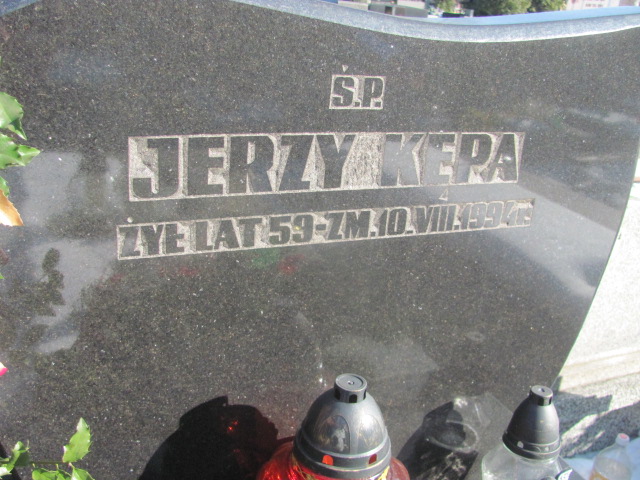 Ś.P.
JERZY KĘPA
ŻYŁ LAT 59-ZM.10.VIII.1994r.